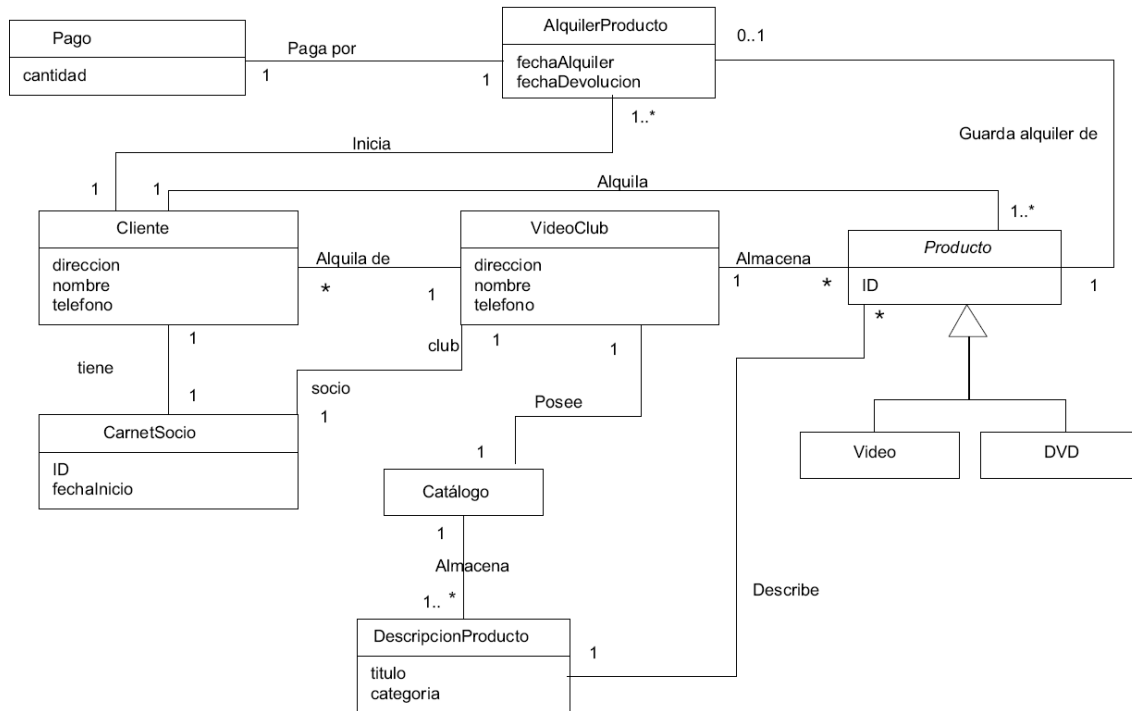 Pago
cantidad
Paga por
1
1
AlquilerProducto
fechaAlquiler
fechaDevolucion
0..1
1..*
Guarda alquiler de
Inicia
1
1
Alquila
1..*
Cliente
direccion
nombre
telefono
Alquila de
*
1
VideoClub
direccion
nombre
telefono
Almacena
1
*
Producto
ID
1
*
1
tiene
1
club
1
socio
1
1
Posee
1
CarnetSocio
ID
fechaInicio
Video
DVD
Catálogo
1
Almacena
1.. *
Describe
DescripcionProducto
titulo
categoria
1